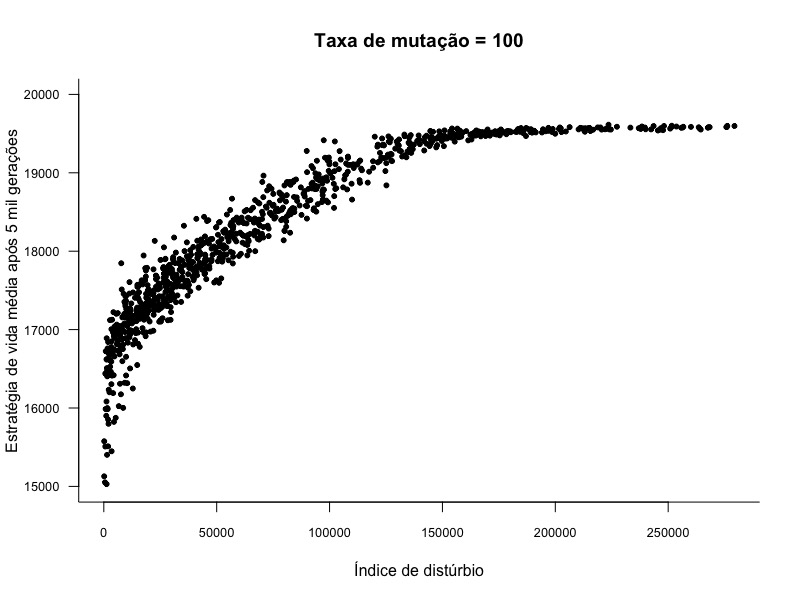 Taxa de mutação = 100
Estratégia de vida média após 5 mil gerações
20000
19000
18000
17000
16000
15000
0 50000 100000 150000 200000 250000
Índice de distúrbio